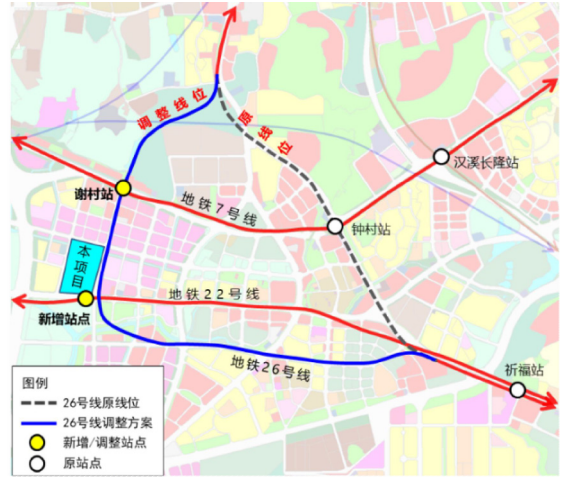 调整线位
原线位
汉溪长隆站
谢村站
地铁7号线
钟村站
本项目
地铁22号线
新增站点
地铁26号线
祈福站
图例
26号线原线位
26号线调整方案
新增/调整站点
原站点